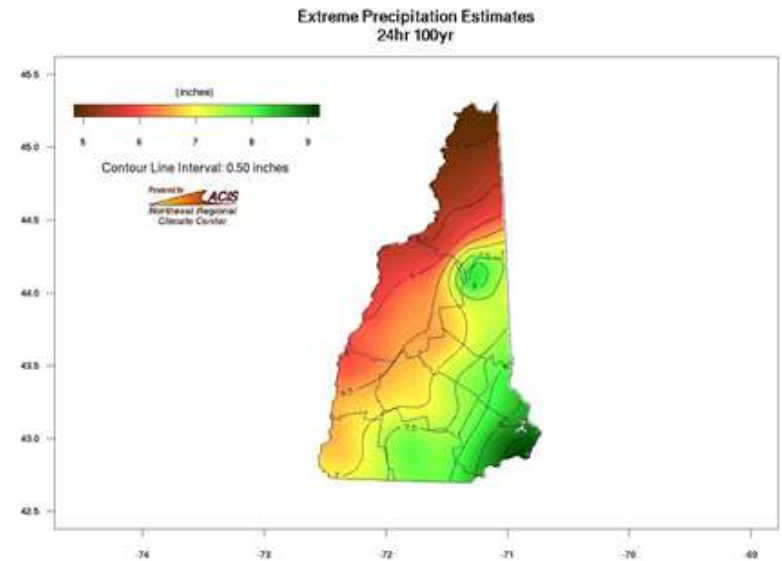 Extreme Precipitation Estimates
24hr 100yr
45.5
(inches)
5 6 7 8 9
45.0
Contour Line Interval: 0.50 inches
Powered by
ACIS
Northeast Regional
Climate Center
44.5
44.0
43.5
43.0
42.5
-74 -73 -72 -71 -70 -69